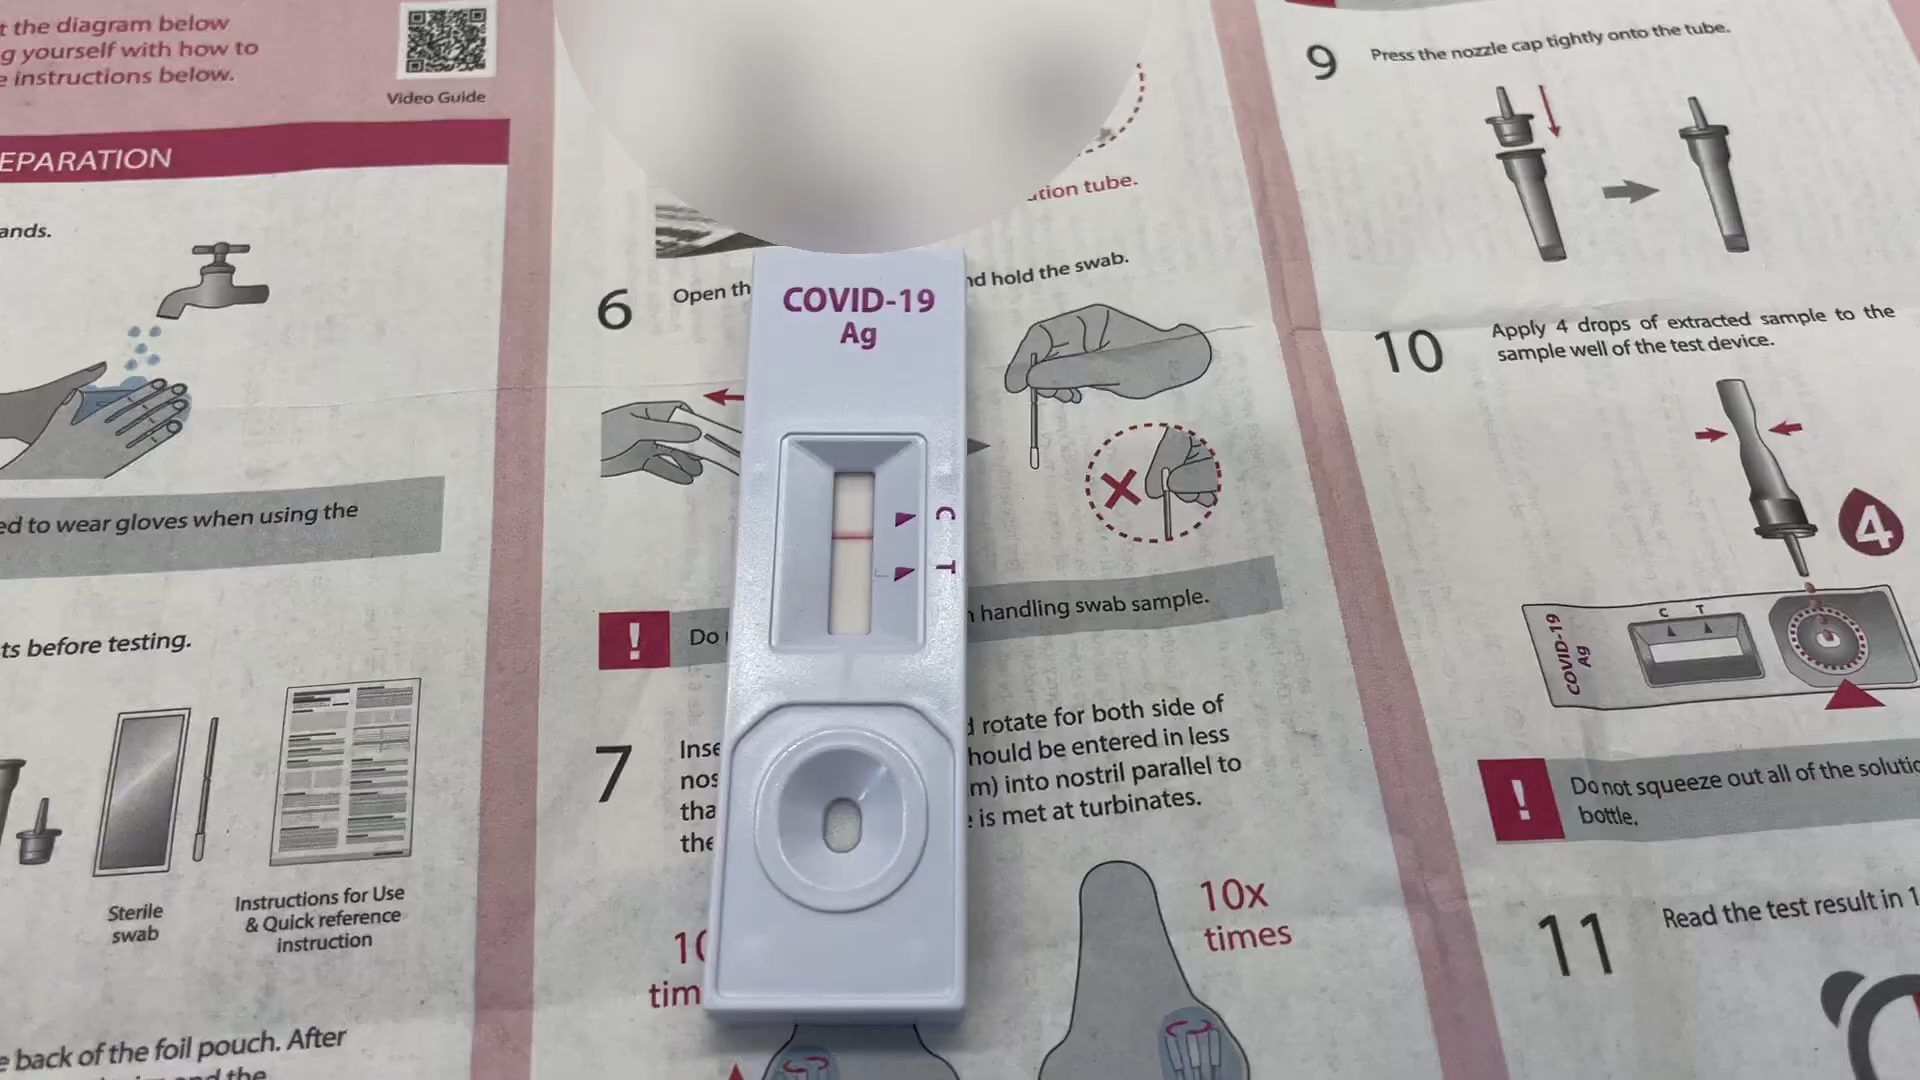 t the diagram below
g yourself with how to
e instructions below.
Video Guide
EPARATION
ands.
ed to wear gloves when using the
ts before testing.
Sterile
swab
Instructions for Use
& Quick reference
instruction
e back of the foil pouch. After
and the
tion tube.
6
Open th
nd hold the swab.
COVID-19
Ag
C
T
!
Do
handling swab sample.
7
Inse
nos
tha
the
d rotate for both side of
hould be entered in less
m) into nostril parallel to
e is met at turbinates.
10
tim
10x
times
9
Press the nozzle cap tightly onto the tube.
10
Apply 4 drops of extracted sample to the
sample well of the test device.
4
COVID-19
Ag
C T
!
Do not squeeze out all of the solutio
bottle.
11
Read the test result in 1